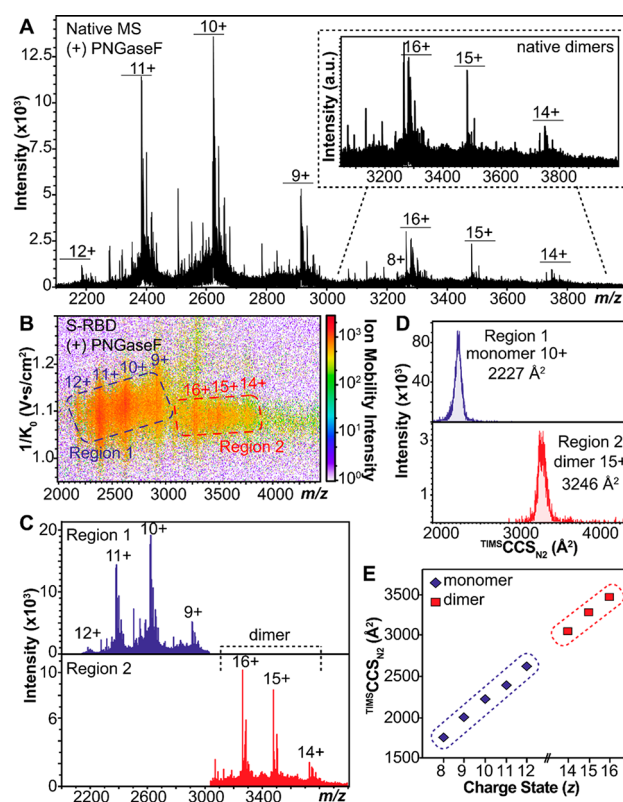 A
Native MS
(+) PNGaseF
Intensity (x10³)
12.5
10
7.5
5
2.5
0
12+
11+
10+
9+
8+
16+
15+
14+
2200 2400 2600 2800 3000 3200 3400 3600 3800 m/z
native dimers
Intensity (a.u.)
16+
15+
14+
3200 3400 3600 3800
B
S-RBD
(+) PNGaseF
1/K₀ (V•s/cm²)
1.2
1.1
1.0
12+ 11+ 10+ 9+
16+ 15+ 14+
Region 1
Region 2
2000 2500 3000 3500 4000 m/z
10³
10²
10¹
10⁰
Ion Mobility Intensity
C
Region 1
Intensity (x10³)
20
10
0
12+
11+
10+
9+
dimer
Region 2
10
6
2
0
16+
15+
14+
2200 2600 3000 3400 m/z
D
Intensity (x10³)
80
40
Region 1
monomer 10+
2227 Å²
3
1
Region 2
dimer 15+
3246 Å²
2000 3000 4000
TIMSCCSN2 (Å²)
E
monomer
dimer
TIMSCCSN2 (Å²)
3500
3000
2500
2000
1500
8 9 10 11 12 14 15 16
Charge State (z)